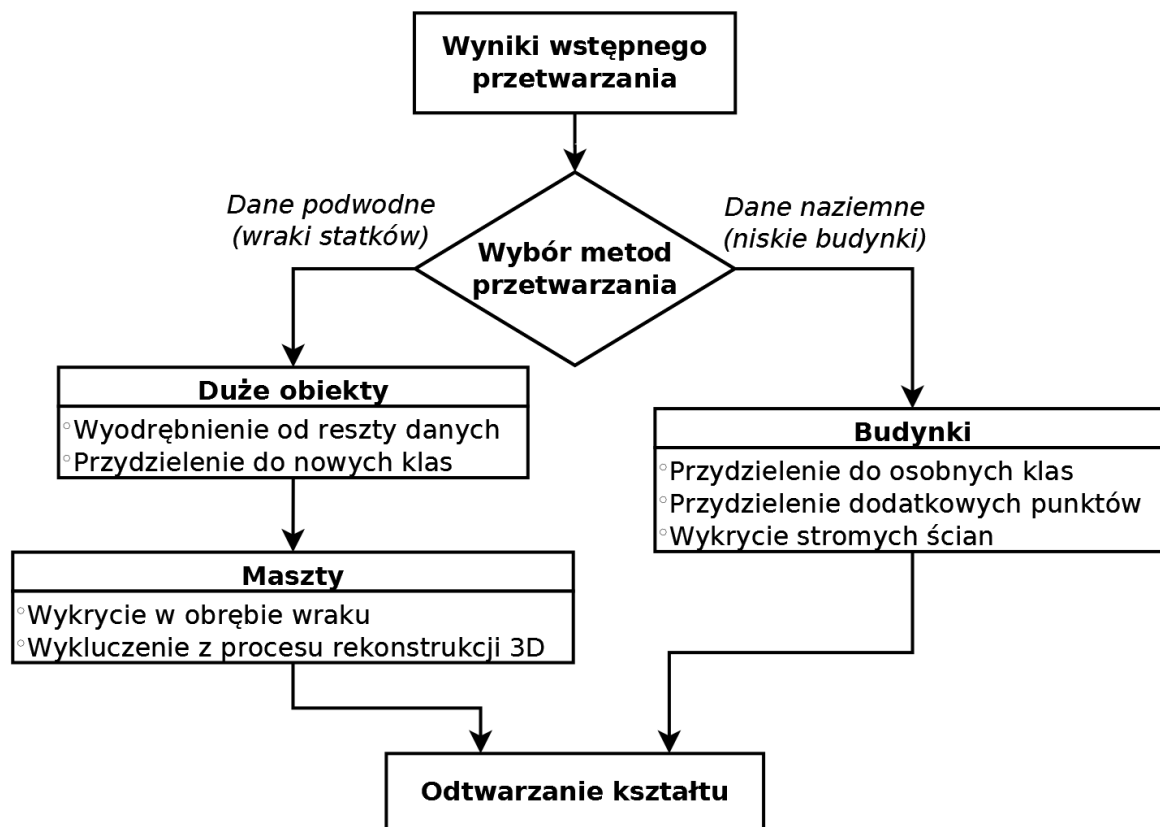 Wyniki wstępnego
przetwarzania
Dane podwodne
(wraki statków)
Dane naziemne
(niskie budynki)
Wybór metod
przetwarzania
Duże obiekty
◦Wyodrębnienie od reszty danych
◦Przydzielenie do nowych klas
Budynki
◦Przydzielenie do osobnych klas
◦Przydzielenie dodatkowych punktów
◦Wykrycie stromych ścian
Maszty
◦Wykrycie w obrębie wraku
◦Wykluczenie z procesu rekonstrukcji 3D
Odtwarzanie kształtu